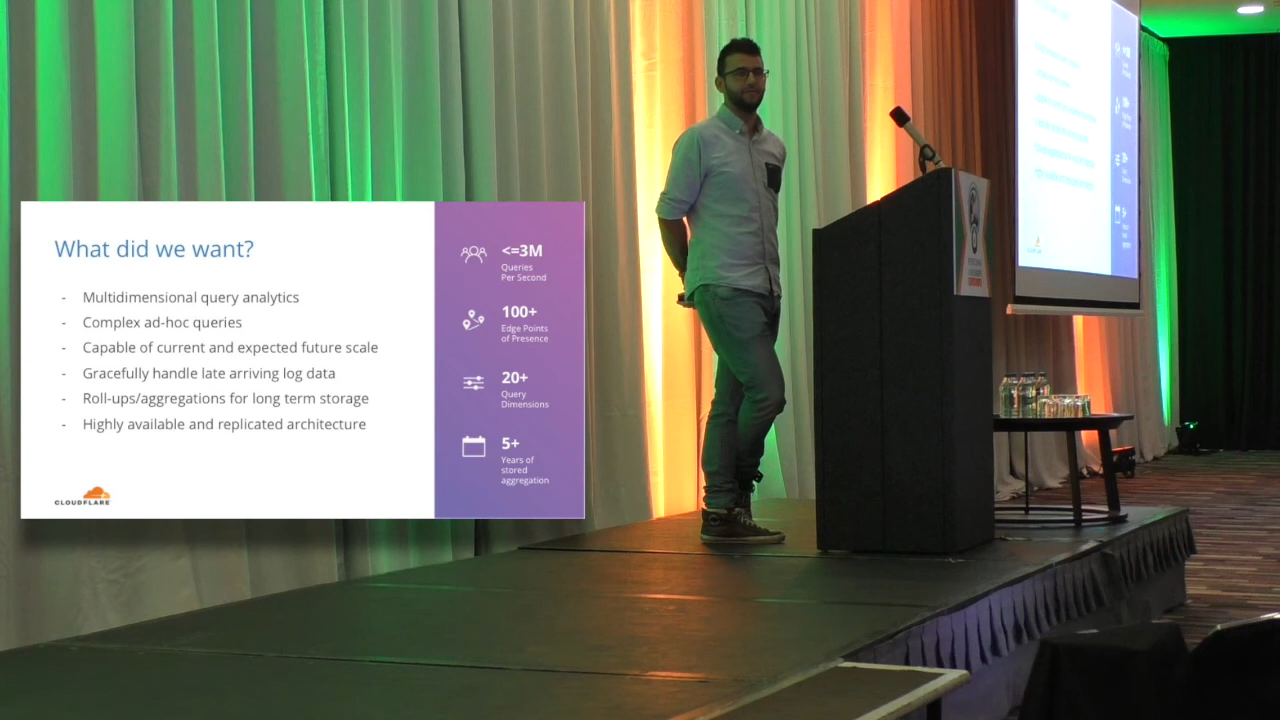 What did we want?
- Multidimensional query analytics
- Complex ad-hoc queries
- Capable of current and expected future scale
- Gracefully handle late arriving log data
- Roll-ups/aggregations for long term storage
- Highly available and replicated architecture
CLOUDFLARE
<=3M
Queries
Per Second
100+
Edge Points
of Presence
20+
Query
Dimensions
5+
Years of
stored
aggregation